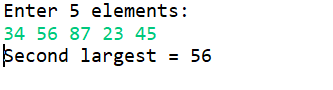 Enter 5 elements:
34 56 87 23 45
Second largest = 56